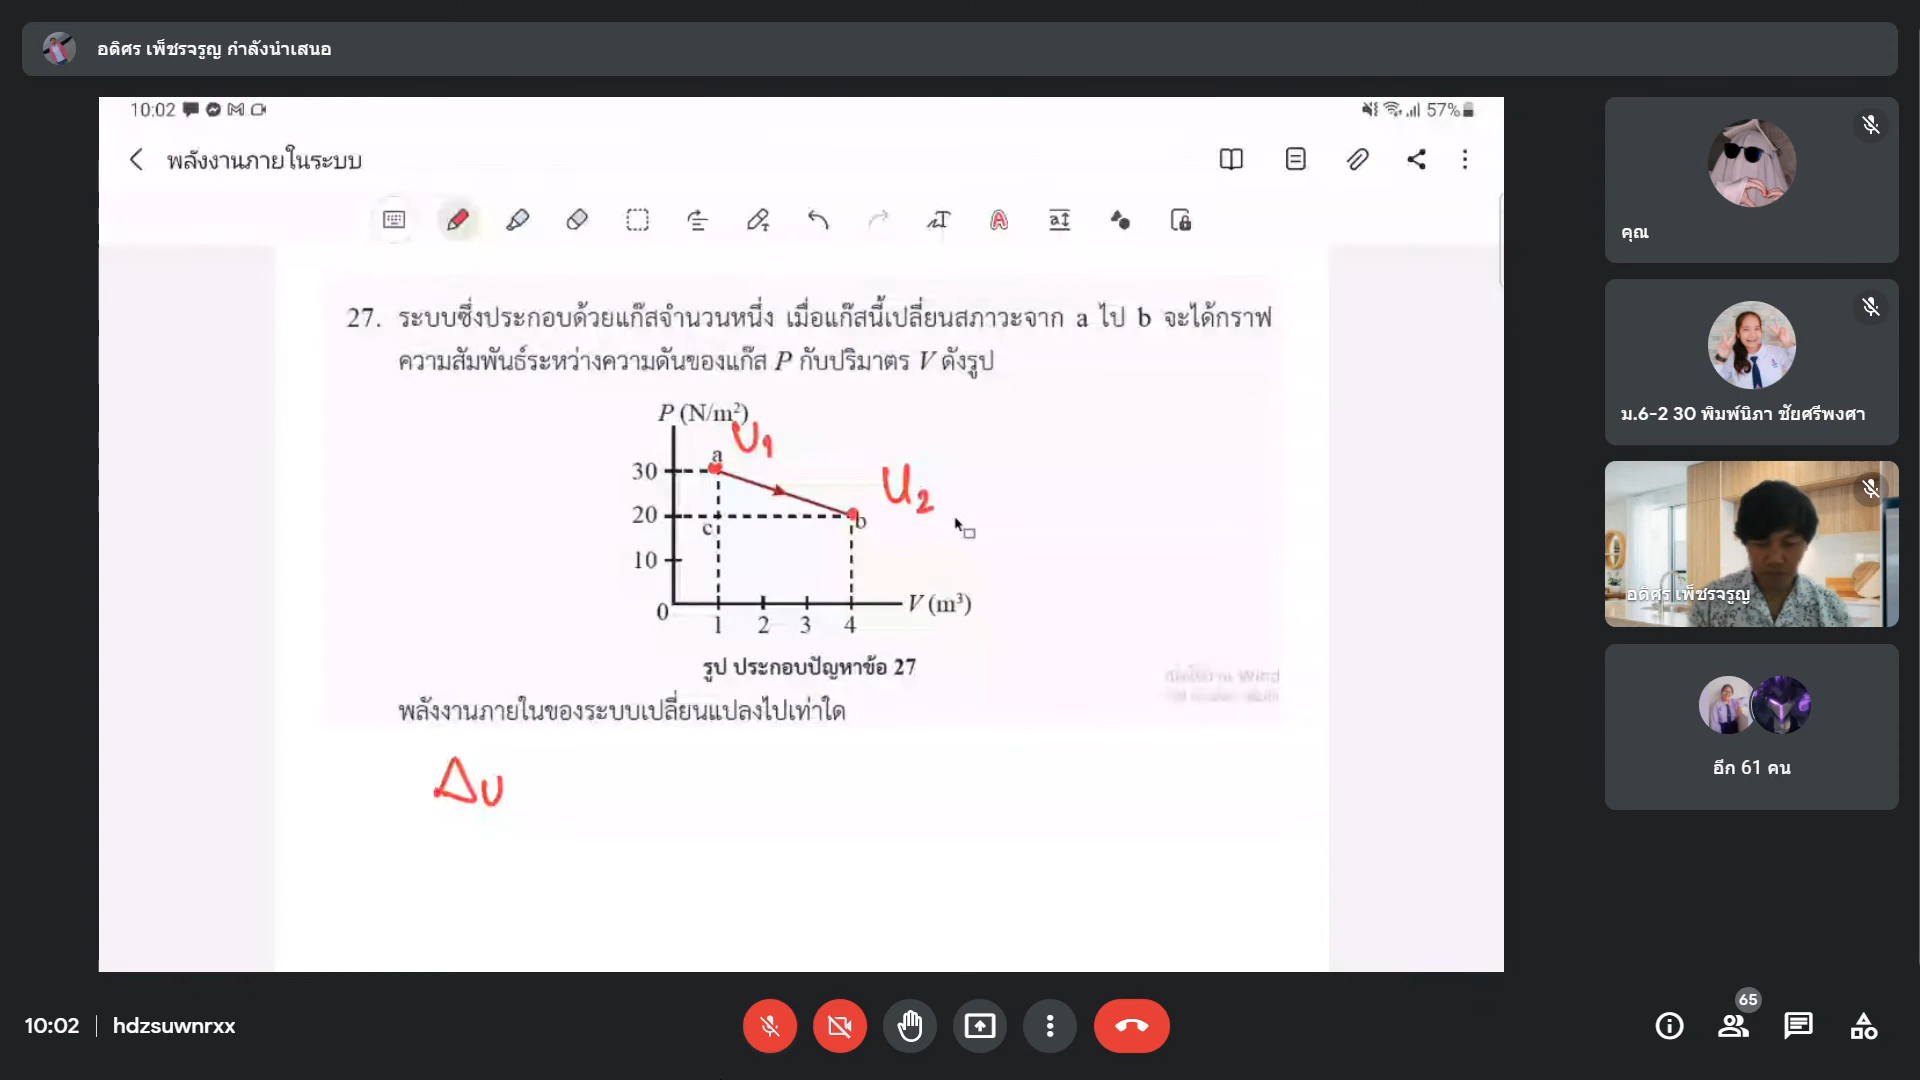 อดิศร เพ็ชรจรูญ กำลังนำเสนอ
10:02
57%
พลังงานภายในระบบ
27. ระบบซึ่งประกอบด้วยแก๊สจำนวนหนึ่ง เมื่อแก๊สนี้เปลี่ยนสภาวะจาก a ไป b จะได้กราฟ
ความสัมพันธ์ระหว่างความดันของแก๊ส P กับปริมาตร V ดังรูป
P (N/m²)
U₁
a
30
U₂
20
c
b
10
0
V (m³)
1 2 3 4
รูป ประกอบปัญหาข้อ 27
พลังงานภายในของระบบเปลี่ยนแปลงไปเท่าใด
ΔU
คุณ
ม.6-2 30 พิมพ์นิภา ชัยศรีพงศา
อดิศร เพ็ชรจรูญ
อีก 61 คน
10:02 | hdzsuwnrxx
65